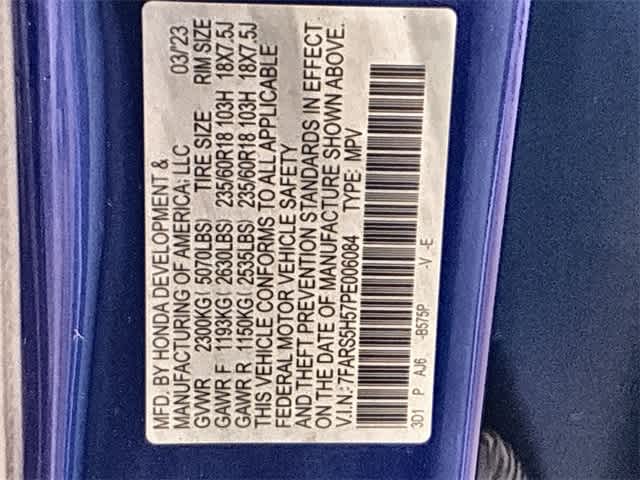 MFD. BY HONDA DEVELOPMENT & 03/'23
MANUFACTURING OF AMERICA, LLC
GVWR 2300KG( 5070LBS) TIRE SIZE RIM SIZE
GAWR F 1193KG( 2630LBS) 235/60R18 103H 18X7.5J
GAWR R 1150KG( 2535LBS) 235/60R18 103H 18X7.5J
THIS VEHICLE CONFORMS TO ALL APPLICABLE
FEDERAL MOTOR VEHICLE SAFETY
AND THEFT PREVENTION STANDARDS IN EFFECT
ON THE DATE OF MANUFACTURE SHOWN ABOVE.
V.I.N.: 7FARS5H57PE006084 TYPE: MPV
3D1 P AJ6 -B575P -V -E